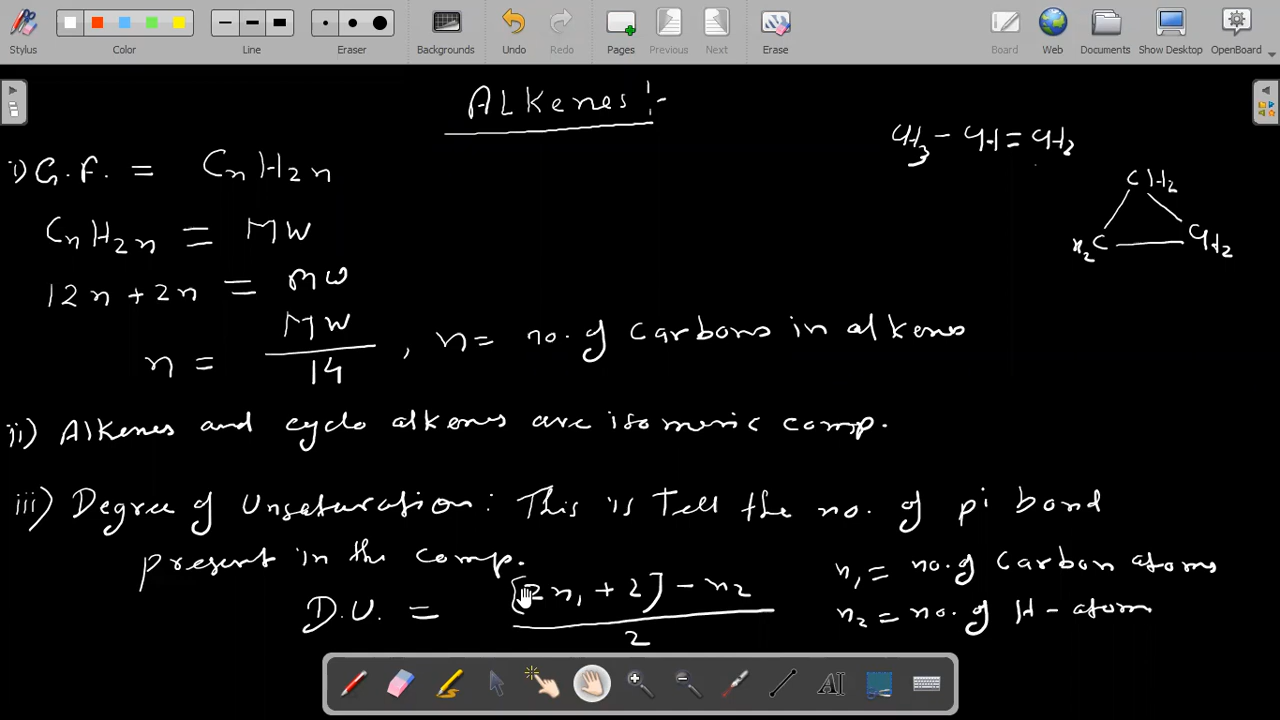 Stylus Color Line Eraser Backgrounds Undo Redo Pages Previous Next Erase Board Web Documents Show Desktop OpenBoard
ALKenes :-
CH3 - CH = CH2
CH2
H2C CH2
i) G.F. = CnH2n
CnH2n = MW
12n + 2n = MW
n = MW / 14 , n = no. of carbons in alkenes
ii) Alkenes and cyclo alkenes are isomeric comp.
iii) Degree of Unsaturation : This is Tell the no. of pi bond
present in the comp.
D.U. = [2n1 + 2] - n2 / 2
n1 = no. of Carbon atoms
n2 = no. of H-atom